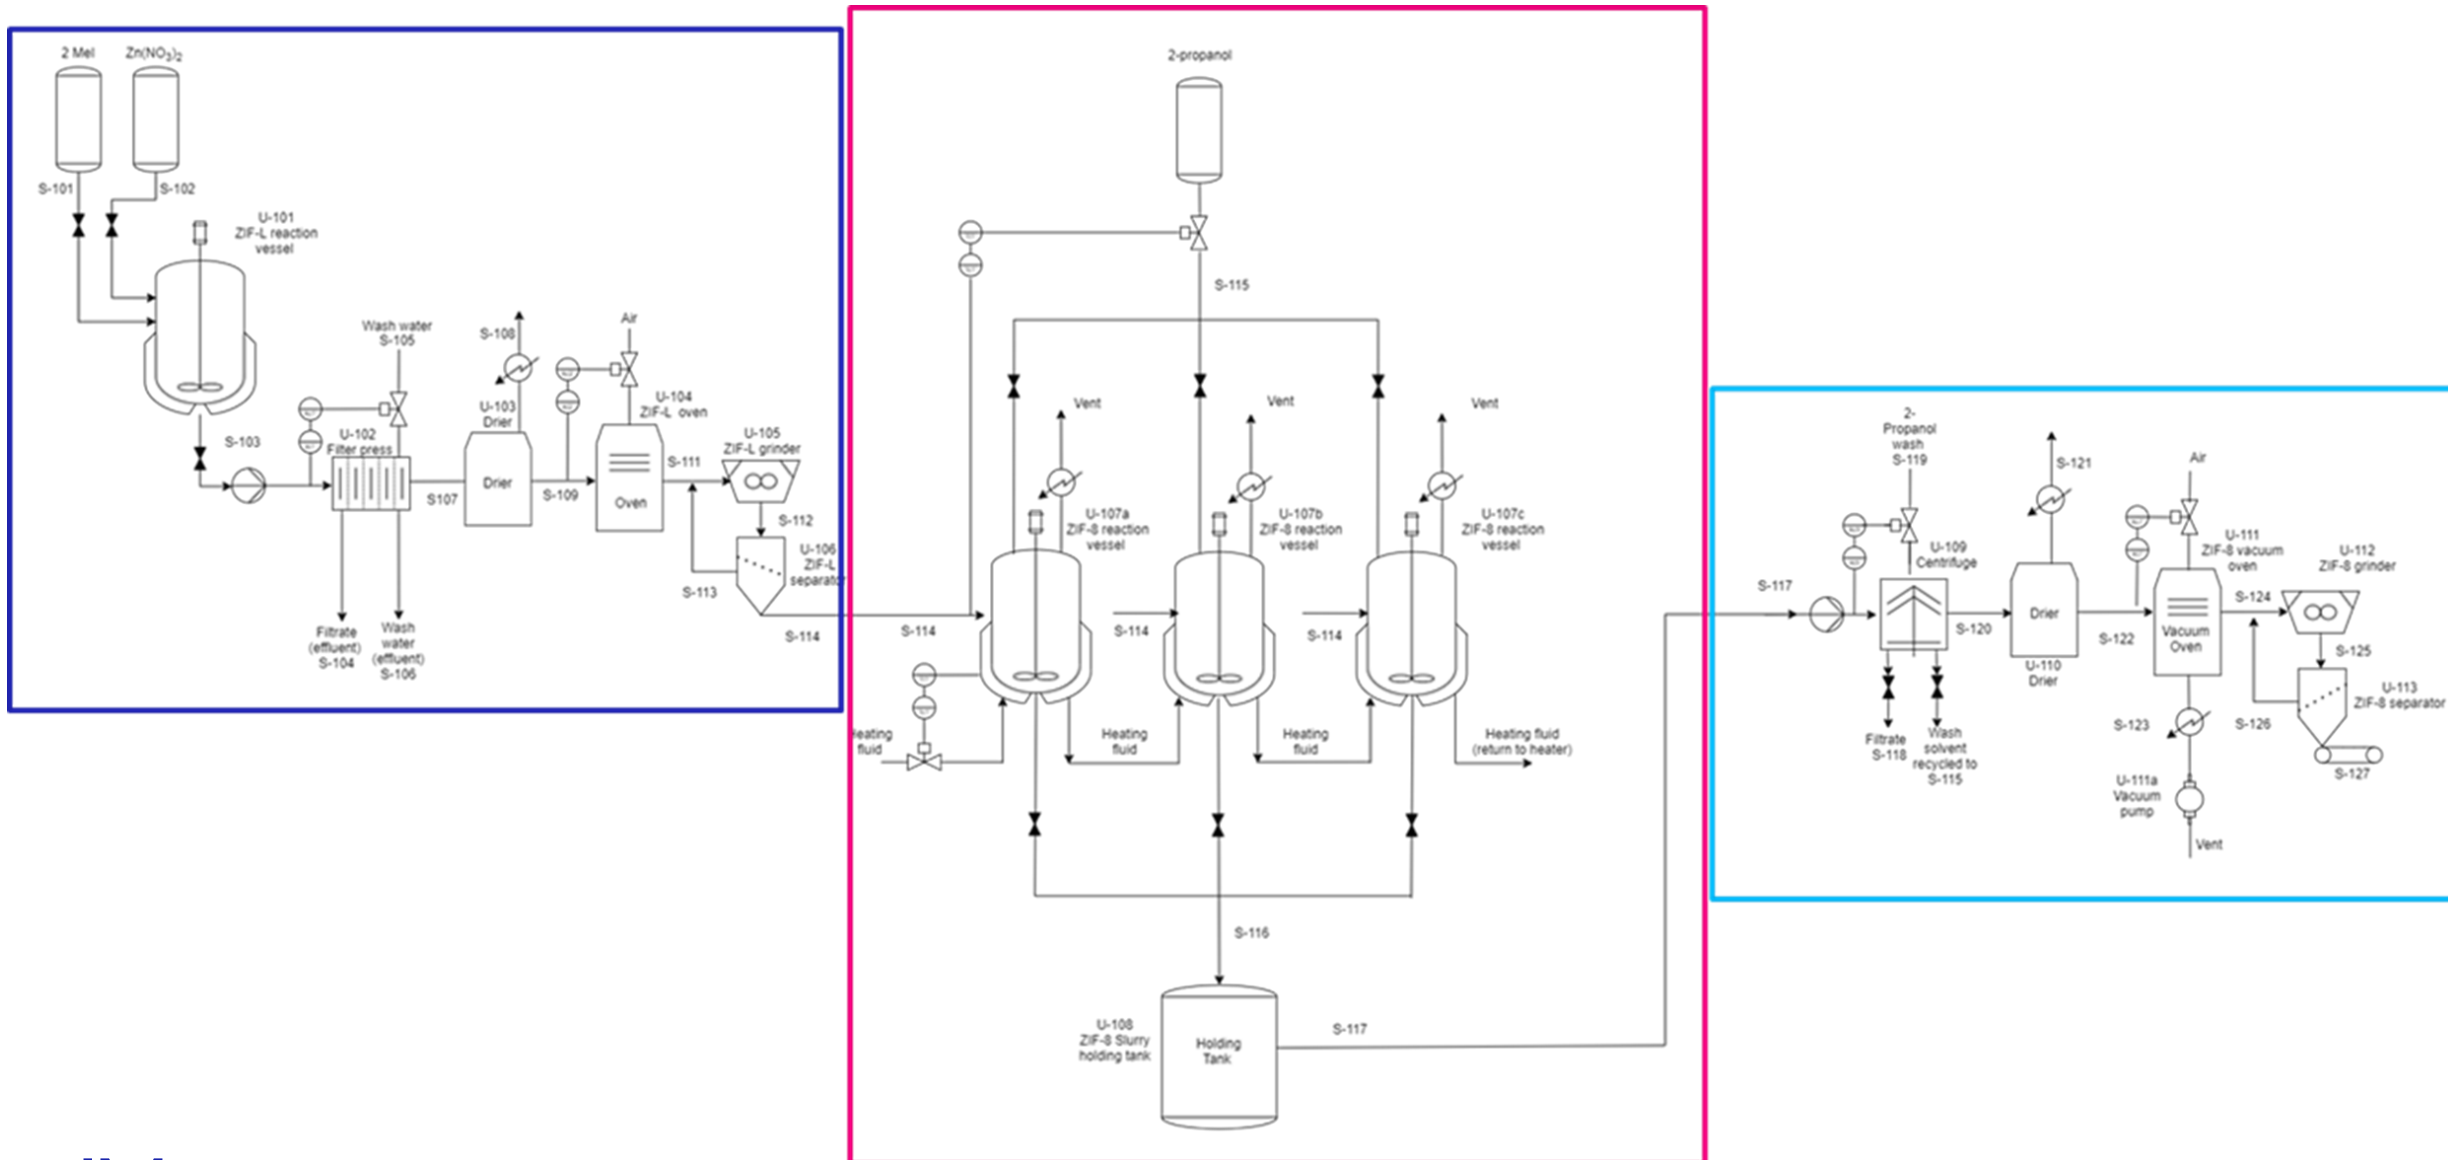 2 Mel
Zn(NO3)2
S-101
S-102
U-101
ZIF-L reaction
vessel
S-103
Wash water
S-105
U-102
Filter press
Filtrate
(effluent)
S-104
Wash
water
(effluent)
S-106
S107
S-108
U-103
Drier
Drier
S-109
Air
U-104
ZIF-L oven
Oven
S-111
U-105
ZIF-L grinder
S-112
U-106
ZIF-L
separator
S-113
S-114
2-propanol
S-115
Vent
Vent
Vent
U-107a
ZIF-8 reaction
vessel
U-107b
ZIF-8 reaction
vessel
U-107c
ZIF-8 reaction
vessel
S-114
S-114
S-114
Heating
fluid
Heating
fluid
Heating
fluid
Heating fluid
(return to heater)
S-116
U-108
ZIF-8 Slurry
holding tank
Holding
Tank
S-117
S-117
2-
Propanol
wash
S-119
U-109
Centrifuge
Filtrate
S-118
Wash
solvent
recycled to
S-115
S-120
S-121
Drier
U-110
Drier
S-122
Air
U-111
ZIF-8 vacuum
oven
Vacuum
Oven
S-123
U-111a
Vacuum
pump
Vent
S-124
U-112
ZIF-8 grinder
S-125
U-113
ZIF-8 separator
S-126
S-127